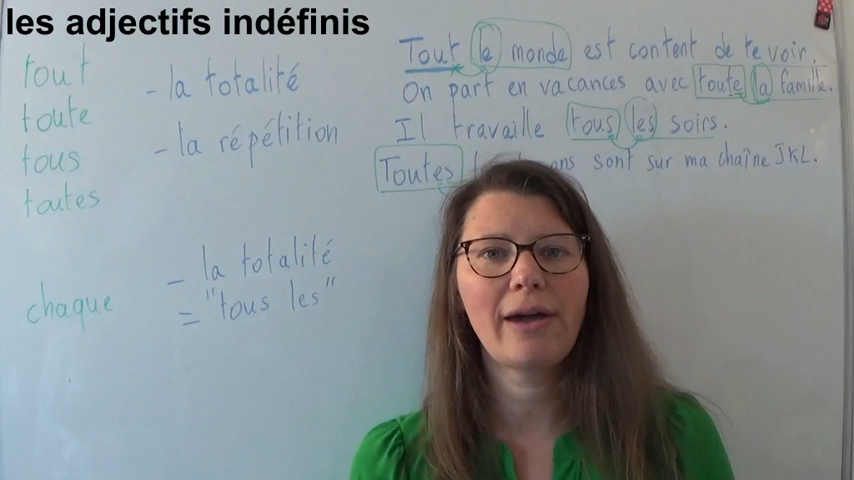 les adjectifs indéfinis
tout
toute
tous
toutes
- la totalité
- la répétition
chaque
- la totalité
= "tous les"
Tout le monde est content de te voir.
On part en vacances avec toute la famille.
Il travaille tous les soirs.
Toutes sont sur ma chaîne JKL.